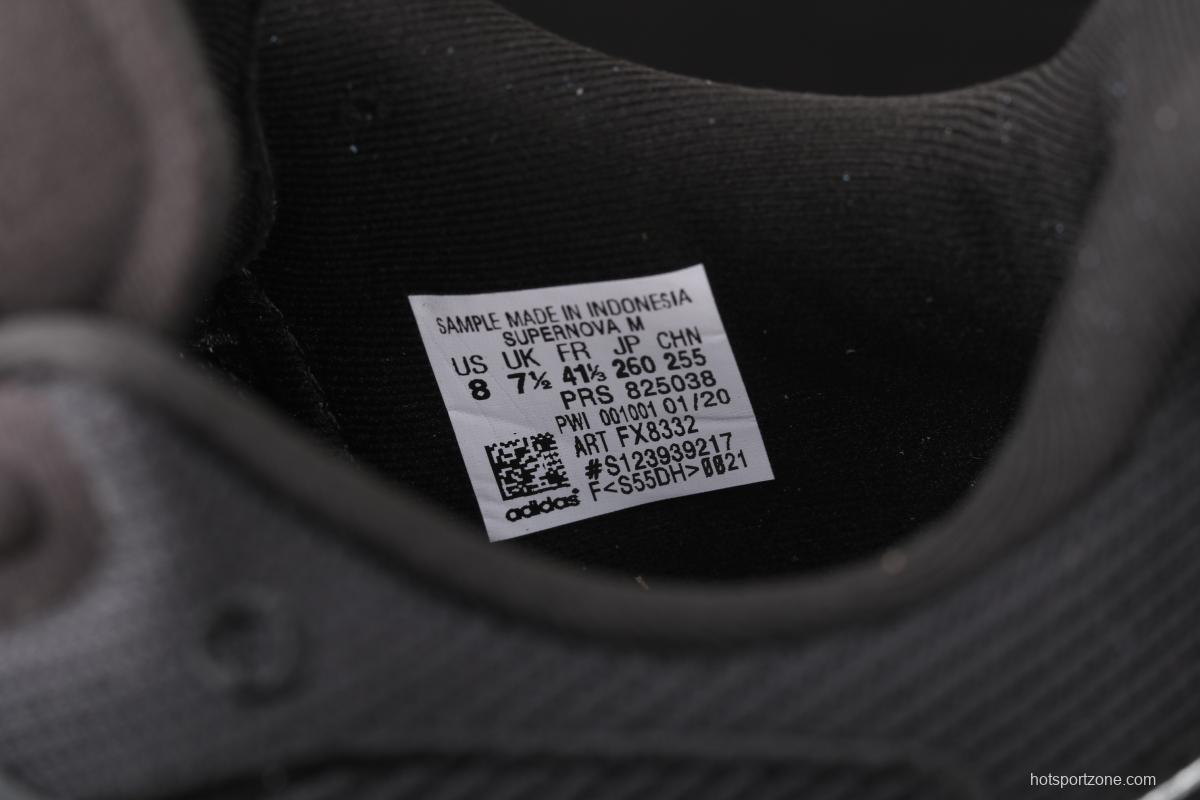 SAMPLE MADE IN INDONESIA
SUPERNOVA M
US UK FR JP CHN
8 7½ 41⅓ 260 255
PRS 825038
PWI 001001 01/20
ART FX8332
#S123939217
F<S55DH>0021
adidas
hotsportzone.com